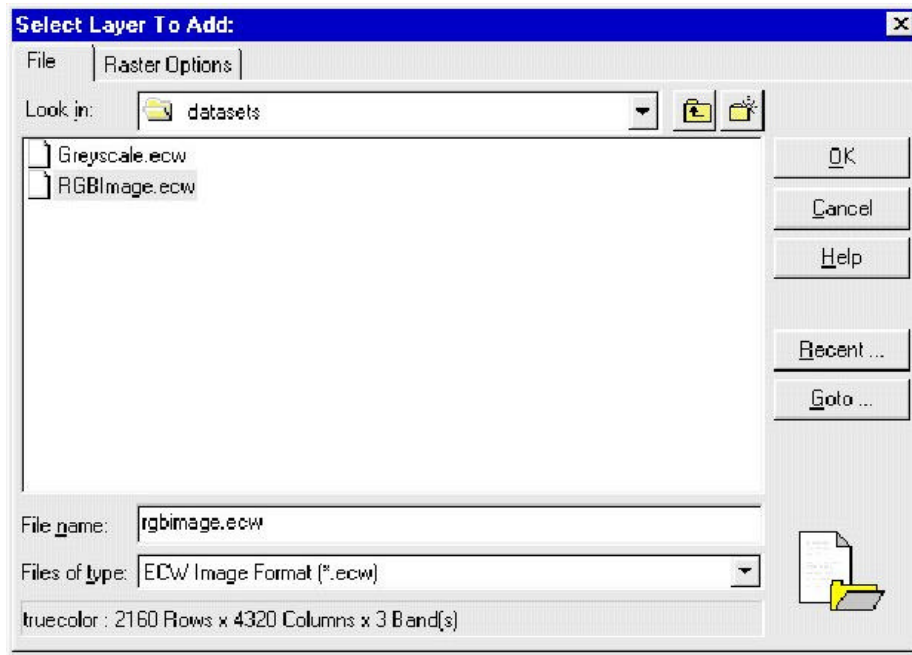 Select Layer To Add:
File
Raster Options
Look in:
datasets
Greyscale.ecw
RGBImage.ecw
OK
Cancel
Help
Recent ...
Goto ...
File name:
rgbimage.ecw
Files of type:
ECW Image Format (*.ecw)
truecolor : 2160 Rows x 4320 Columns x 3 Band(s)